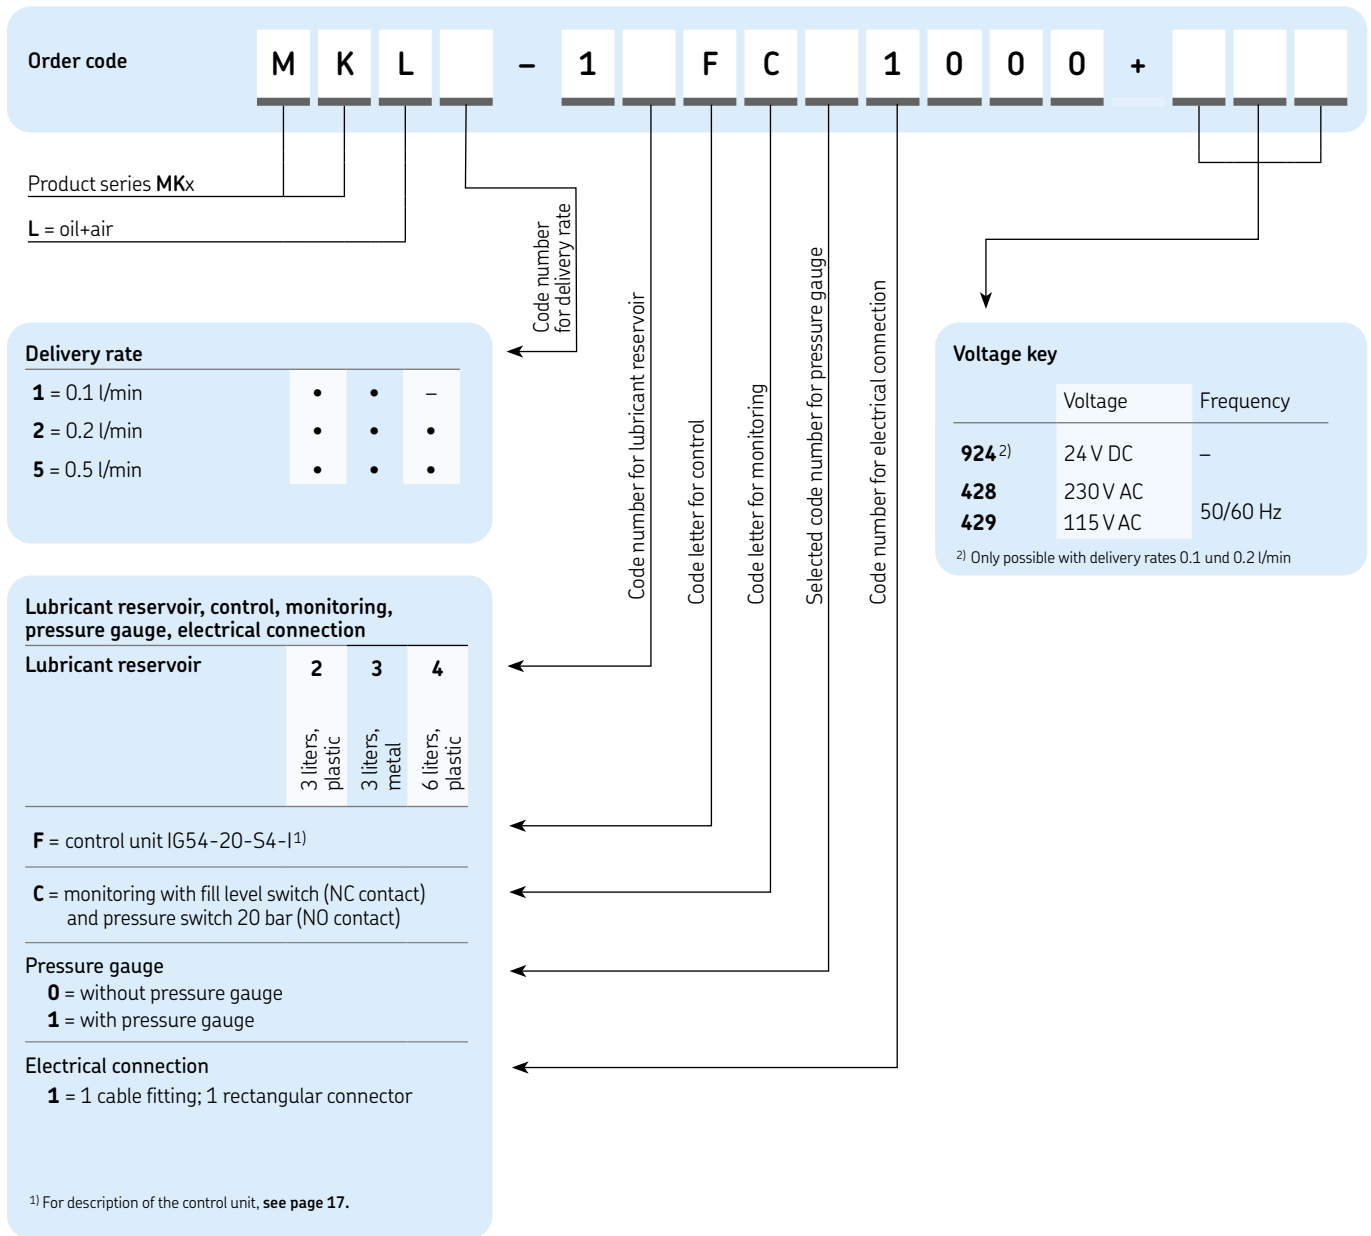 Order code M K L – 1 F C 1 0 0 0 +
Product series MKx
L = oil+air
Code number
for delivery rate
Code number for lubricant reservoir
Code letter for control
Code letter for monitoring
Selected code number for pressure gauge
Code number for electrical connection
Delivery rate
1 = 0.1 l/min • • –
2 = 0.2 l/min • • •
5 = 0.5 l/min • • •
Voltage key
Voltage Frequency
924 2) 24 V DC –
428 230 V AC
50/60 Hz
429 115 V AC
2) Only possible with delivery rates 0.1 und 0.2 l/min
Lubricant reservoir, control, monitoring,
pressure gauge, electrical connection
Lubricant reservoir 2 3 4
3 liters,
plastic
3 liters,
metal
6 liters,
plastic
F = control unit IG54-20-S4-I 1)
C = monitoring with fill level switch (NC contact)
and pressure switch 20 bar (NO contact)
Pressure gauge
0 = without pressure gauge
1 = with pressure gauge
Electrical connection
1 = 1 cable fitting; 1 rectangular connector
1) For description of the control unit, see page 17.